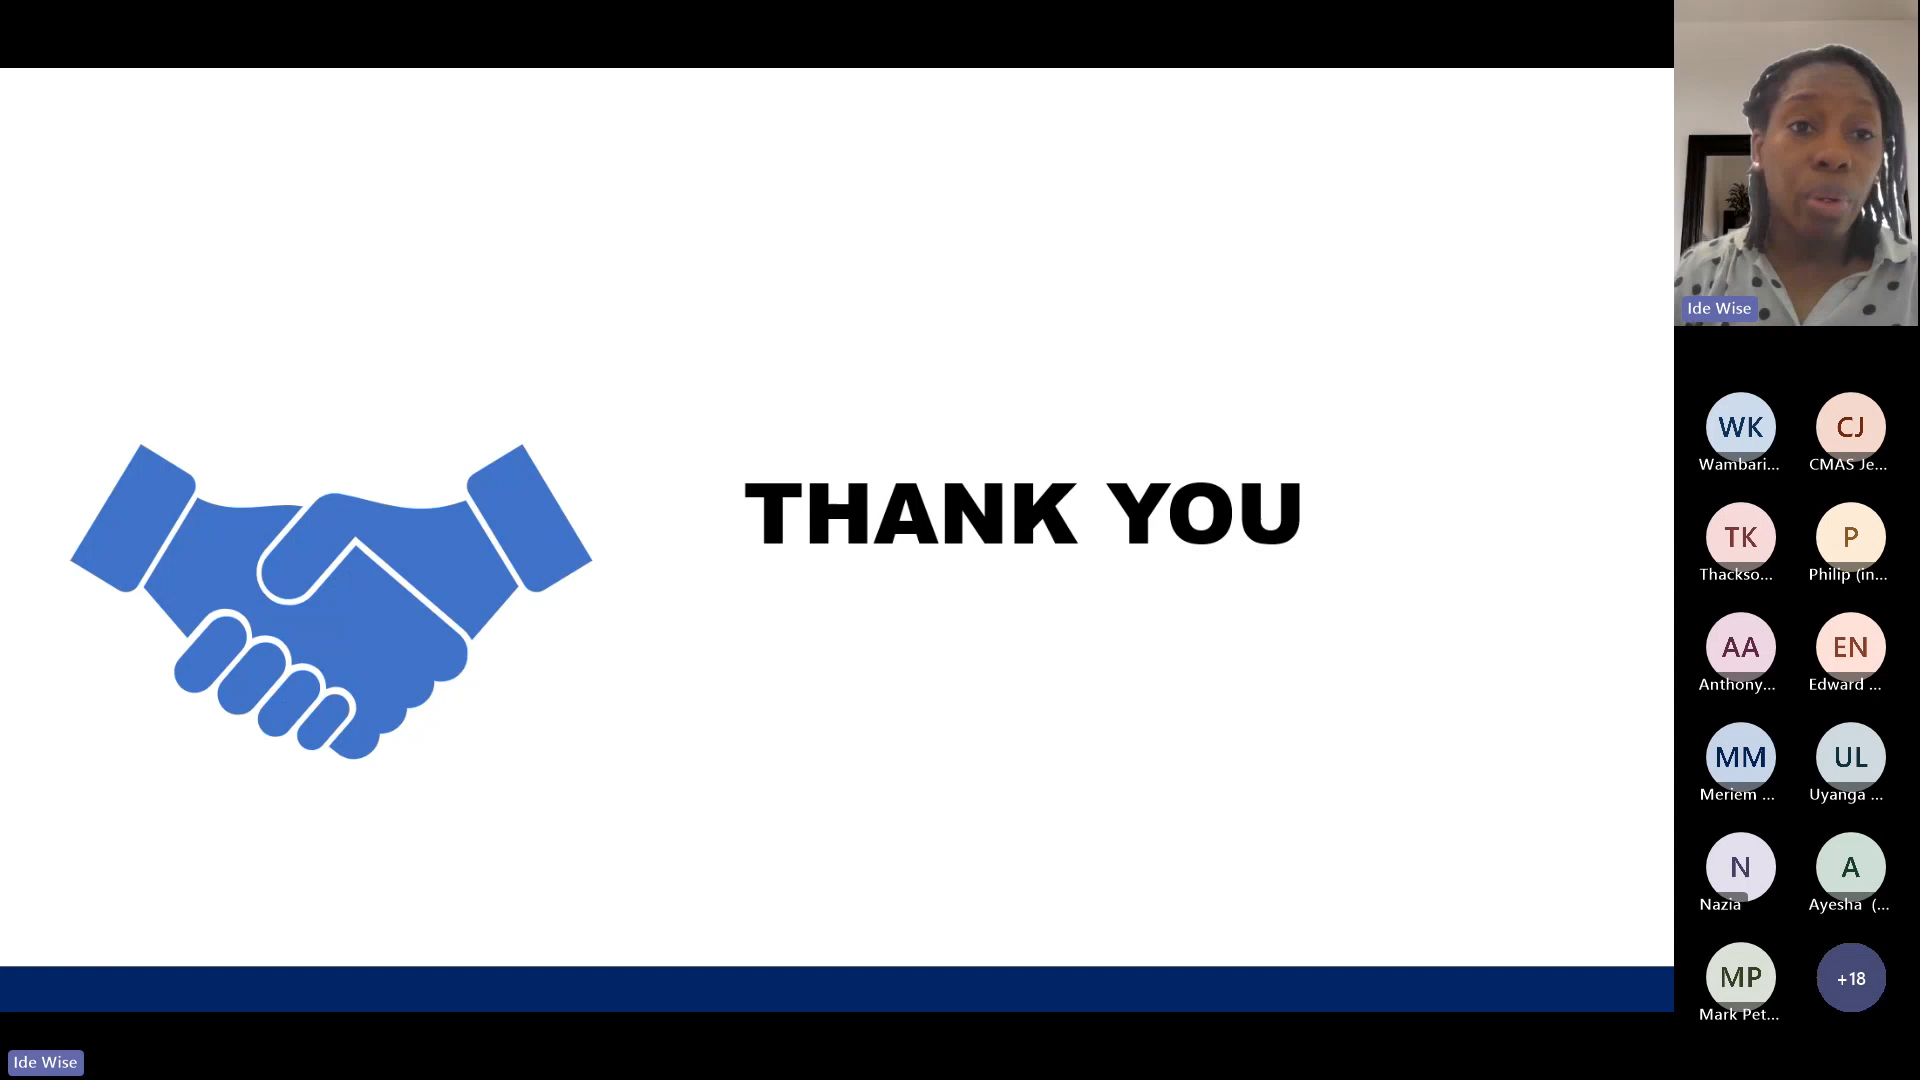 THANK YOU
Ide Wise
WK
Wambari...
CJ
CMAS Je...
TK
Thackso...
P
Philip (in...
AA
Anthony...
EN
Edward ...
MM
Meriem ...
UL
Uyanga ...
N
Nazia
A
Ayesha (...
MP
Mark Pet...
+18
Ide Wise